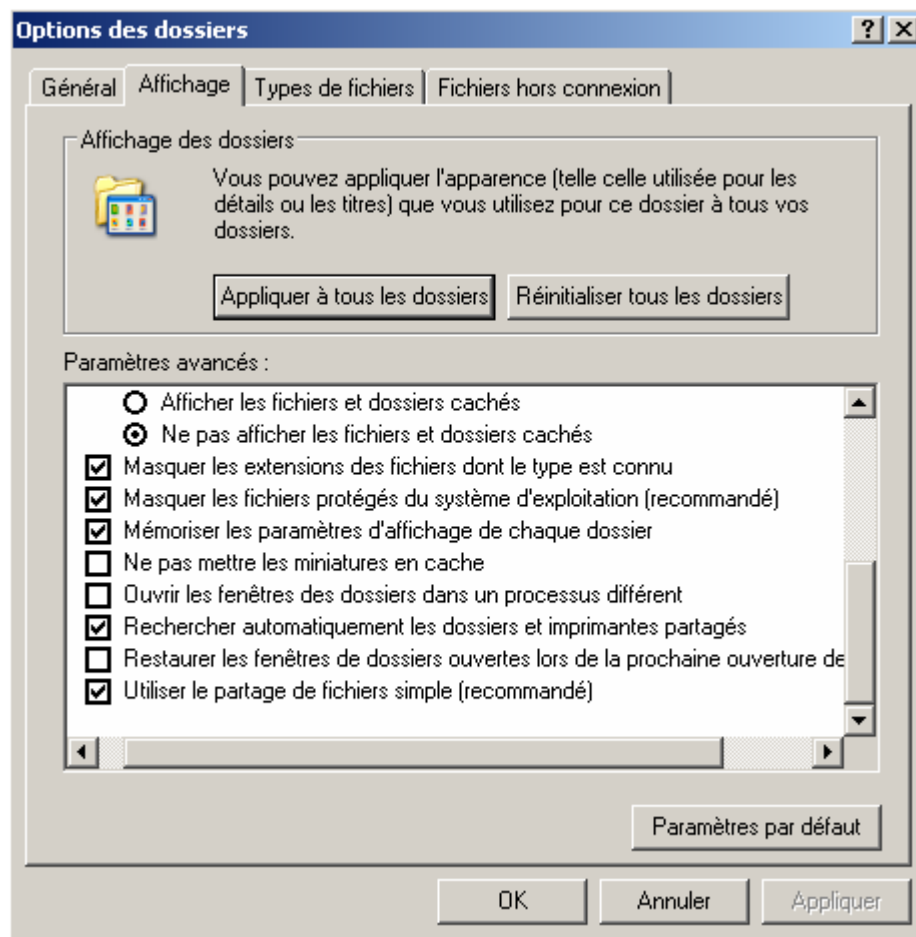 Options des dossiers
Général Affichage Types de fichiers Fichiers hors connexion
Affichage des dossiers
Vous pouvez appliquer l'apparence (telle celle utilisée pour les
détails ou les titres) que vous utilisez pour ce dossier à tous vos
dossiers.
Appliquer à tous les dossiers Réinitialiser tous les dossiers
Paramètres avancés :
Afficher les fichiers et dossiers cachés
Ne pas afficher les fichiers et dossiers cachés
Masquer les extensions des fichiers dont le type est connu
Masquer les fichiers protégés du système d'exploitation (recommandé)
Mémoriser les paramètres d'affichage de chaque dossier
Ne pas mettre les miniatures en cache
Ouvrir les fenêtres des dossiers dans un processus différent
Rechercher automatiquement les dossiers et imprimantes partagés
Restaurer les fenêtres de dossiers ouvertes lors de la prochaine ouverture de
Utiliser le partage de fichiers simple (recommandé)
Paramètres par défaut
OK Annuler Appliquer